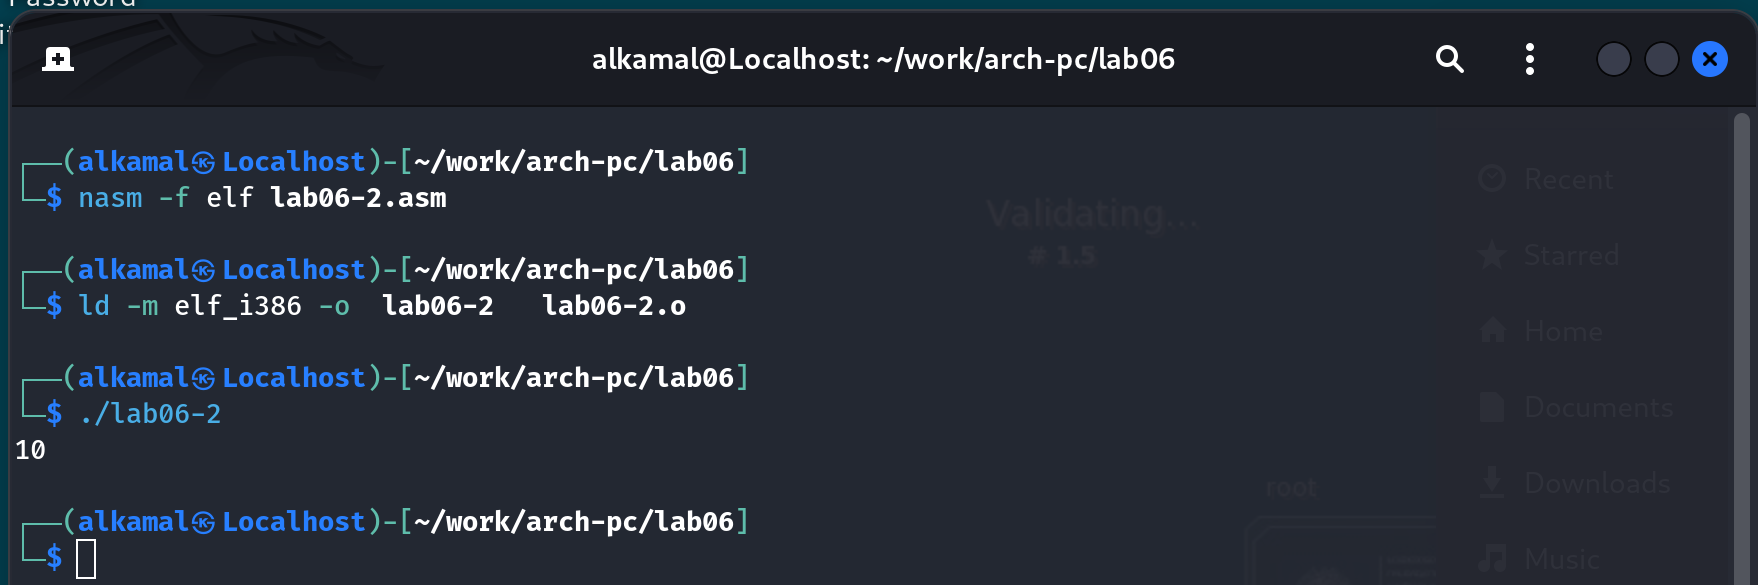 Password
alkamal@Localhost: ~/work/arch-pc/lab06
┌──(alkamal㉿Localhost)-[~/work/arch-pc/lab06]
└─$ nasm -f elf lab06-2.asm
┌──(alkamal㉿Localhost)-[~/work/arch-pc/lab06]
└─$ ld -m elf_i386 -o  lab06-2   lab06-2.o
┌──(alkamal㉿Localhost)-[~/work/arch-pc/lab06]
└─$ ./lab06-2
10
┌──(alkamal㉿Localhost)-[~/work/arch-pc/lab06]
└─$
Validating...
# 1.5
root
Recent
Starred
Home
Documents
Downloads
Music